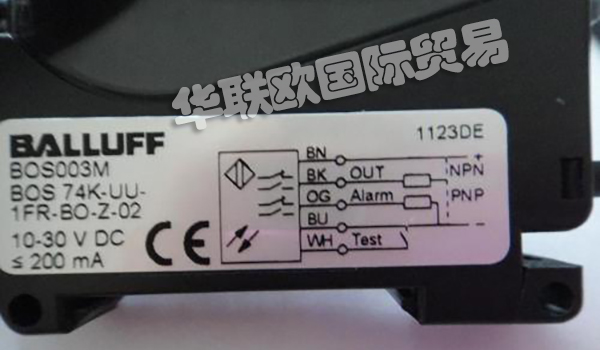 华联欧国际贸易
BALLUFF
1123DE
BOS003M
BOS 74K-UU-
1FR-BO-Z-02
10-30 V DC
≤ 200 mA
CE
BN
+
BK OUT
NPN
OG Alarm
PNP
BU
-
WH Test